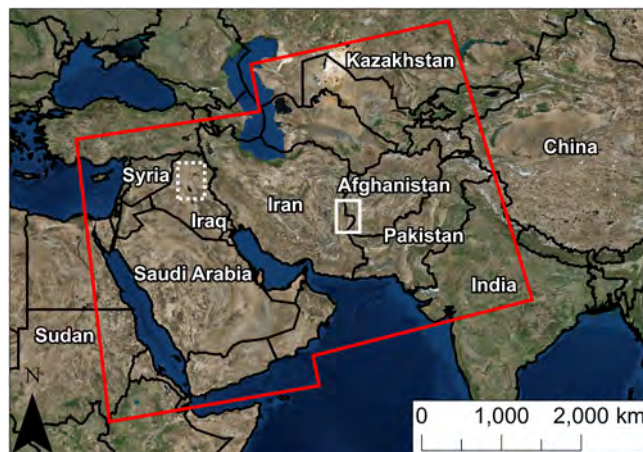 Kazakhstan
China
Syria
Afghanistan
Iran
Iraq
Pakistan
Saudi Arabia
India
Sudan
N
0 1,000 2,000 km